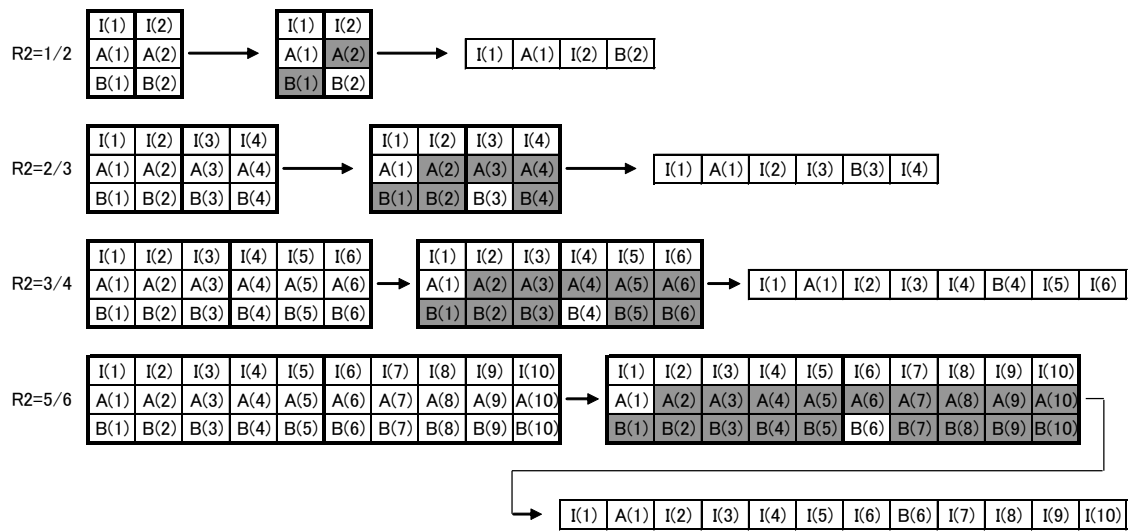 I(1) I(2) I(1) I(2)
R2=1/2 A(1) A(2) A(1) A(2) I(1) A(1) I(2) B(2)
B(1) B(2) B(1) B(2)
I(1) I(2) I(3) I(4) I(1) I(2) I(3) I(4)
R2=2/3 A(1) A(2) A(3) A(4) A(1) A(2) A(3) A(4) I(1) A(1) I(2) I(3) B(3) I(4)
B(1) B(2) B(3) B(4) B(1) B(2) B(3) B(4)
I(1) I(2) I(3) I(4) I(5) I(6) I(1) I(2) I(3) I(4) I(5) I(6)
R2=3/4 A(1) A(2) A(3) A(4) A(5) A(6) A(1) A(2) A(3) A(4) A(5) A(6) I(1) A(1) I(2) I(3) I(4) B(4) I(5) I(6)
B(1) B(2) B(3) B(4) B(5) B(6) B(1) B(2) B(3) B(4) B(5) B(6)
I(1) I(2) I(3) I(4) I(5) I(6) I(7) I(8) I(9) I(10) I(1) I(2) I(3) I(4) I(5) I(6) I(7) I(8) I(9) I(10)
R2=5/6 A(1) A(2) A(3) A(4) A(5) A(6) A(7) A(8) A(9) A(10) A(1) A(2) A(3) A(4) A(5) A(6) A(7) A(8) A(9) A(10)
B(1) B(2) B(3) B(4) B(5) B(6) B(7) B(8) B(9) B(10) B(1) B(2) B(3) B(4) B(5) B(6) B(7) B(8) B(9) B(10)
I(1) A(1) I(2) I(3) I(4) I(5) I(6) B(6) I(7) I(8) I(9) I(10)